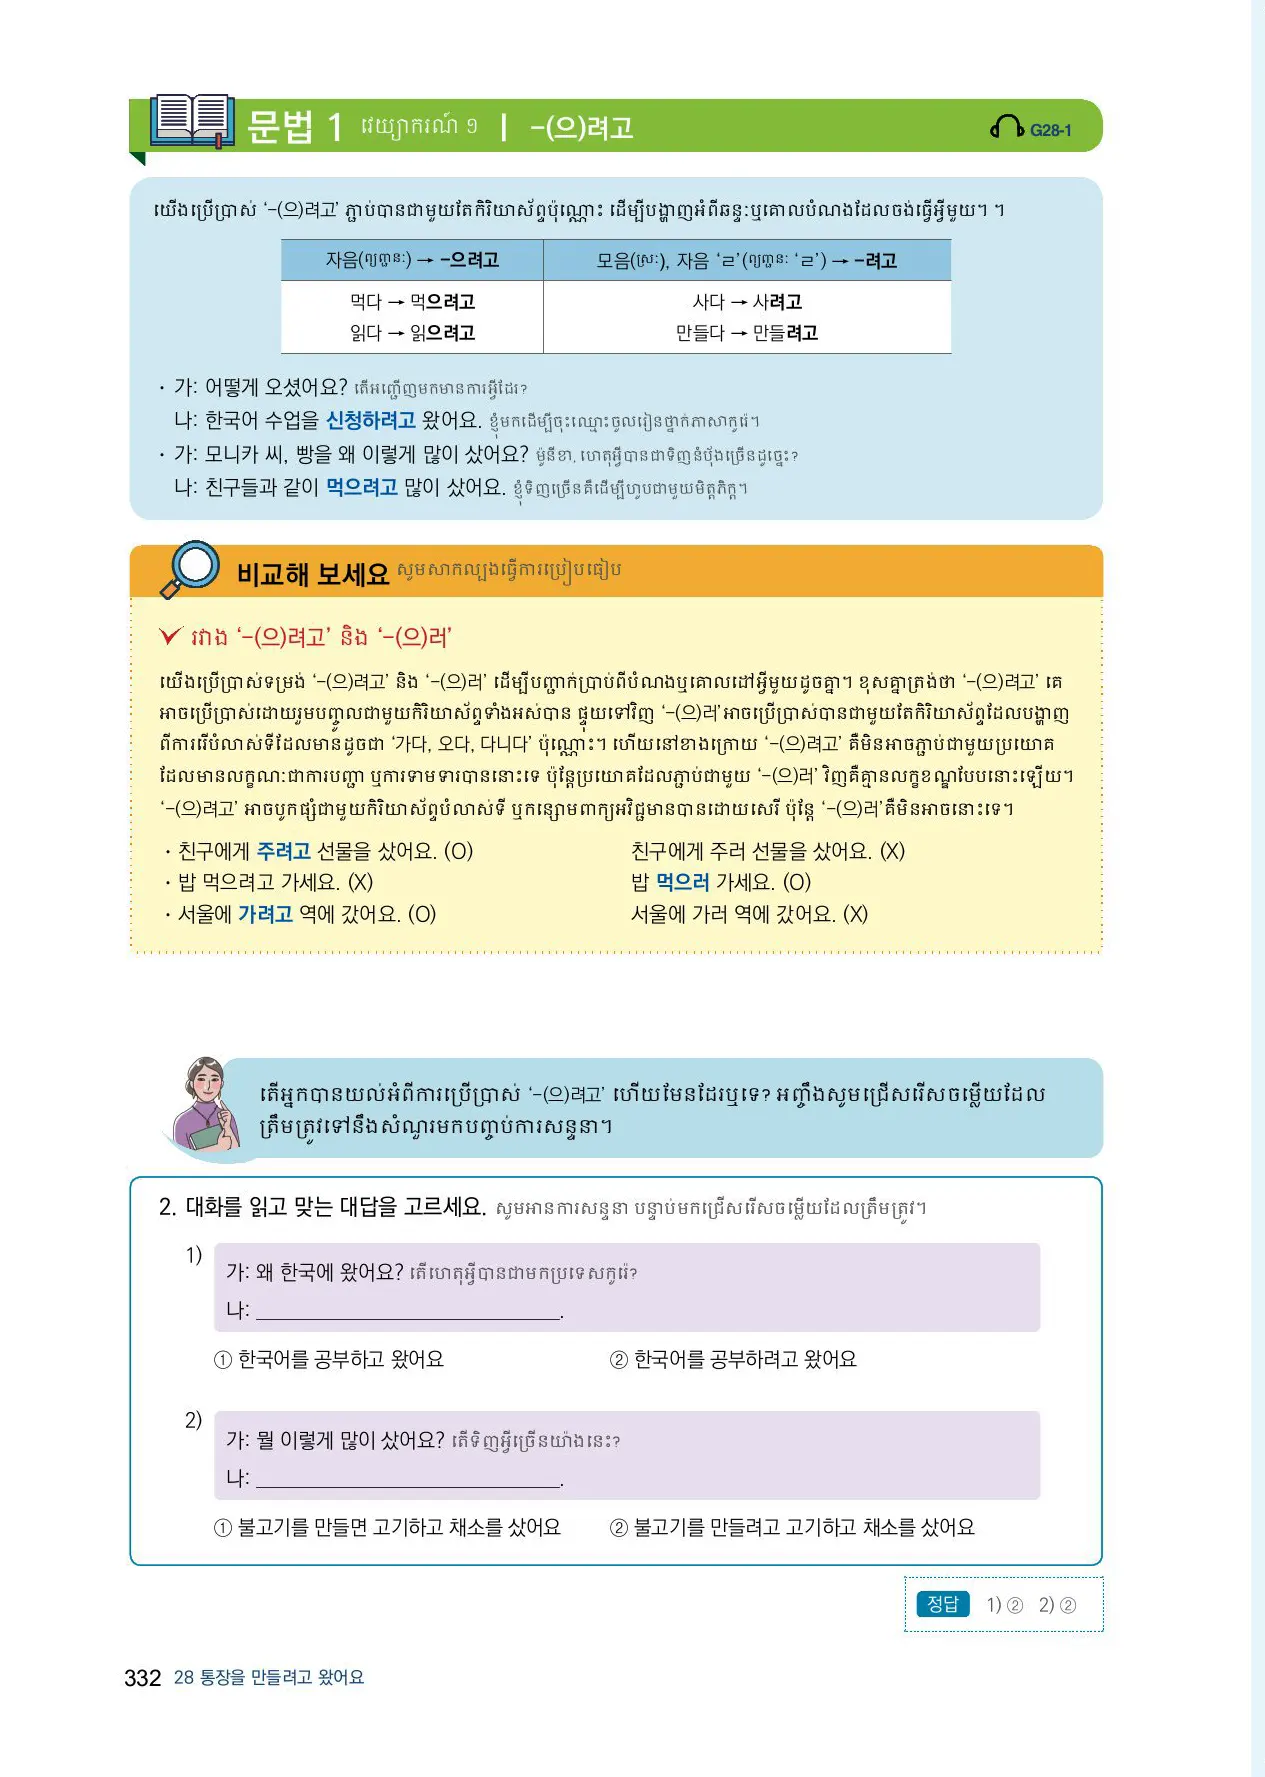 문법 1 វេយ្យាករណ៍ ១ | -(으)려고 G28-1
យើងប្រើប្រាស់ ‘-(으)려고’ ភ្ជាប់បានជាមួយតែកិរិយាស័ព្ទប៉ុណ្ណោះ ដើម្បីបង្ហាញអំពីឆន្ទៈឬគោលបំណងដែលចង់ធ្វើអ្វីមួយ។ ។
자음(ព្យញ្ជនៈ) → -으려고 모음(ស្រៈ), 자음 ‘ㄹ’(ព្យញ្ជនៈ ‘ㄹ’) → -려고
먹다 → 먹으려고 사다 → 사려고
읽다 → 읽으려고 만들다 → 만들려고
· 가: 어떻게 오셨어요? តើអញ្ជើញមកមានការអ្វីដែរ?
나: 한국어 수업을 신청하려고 왔어요. ខ្ញុំមកដើម្បីចុះឈ្មោះចូលរៀនថ្នាក់ភាសាកូរ៉េ។
· 가: 모니카 씨, 빵을 왜 이렇게 많이 샀어요? ម៉ូនីខា, ហេតុអ្វីបានជាទិញនំប៉័ងច្រើនដូច្នេះ?
나: 친구들과 같이 먹으려고 많이 샀어요. ខ្ញុំទិញច្រើនគឺដើម្បីហូបជាមួយមិត្តភិក្ត។
비교해 보세요 សូមសាកល្បងធ្វើការប្រៀបធៀប
រវាង ‘-(으)려고’ និង ‘-(으)러’
យើងប្រើប្រាស់ទម្រង់ ‘-(으)려고’ និង ‘-(으)러’ ដើម្បីបញ្ជាក់ប្រាប់ពីបំណងឬគោលដៅអ្វីមួយដូចគ្នា។ ខុសគ្នាត្រង់ថា ‘-(으)려고’ គេ
អាចប្រើប្រាស់ដោយរួមបញ្ចូលជាមួយកិរិយាស័ព្ទទាំងអស់បាន ផ្ទុយទៅវិញ ‘-(으)러’អាចប្រើប្រាស់បានជាមួយតែកិរិយាស័ព្ទដែលបង្ហាញ
ពីការរើបំលាស់ទីដែលមានដូចជា ‘가다, 오다, 다니다’ ប៉ុណ្ណោះ។ ហើយនៅខាងក្រោយ ‘-(으)려고’ គឺមិនអាចភ្ជាប់ជាមួយប្រយោគ
ដែលមានលក្ខណៈជាការបញ្ជា ឬការទាមទារបាននោះទេ ប៉ុន្តែប្រយោគដែលភ្ជាប់ជាមួយ ‘-(으)러’ វិញគឺគ្មានលក្ខខណ្ឌបែបនោះឡើយ។
‘-(으)려고’ អាចបូកផ្សំជាមួយកិរិយាស័ព្ទបំលាស់ទី ឬកន្សោមពាក្យអវិជ្ជមានបានដោយសេរី ប៉ុន្តែ ‘-(으)러’គឺមិនអាចនោះទេ។
· 친구에게 주려고 선물을 샀어요. (O) 친구에게 주러 선물을 샀어요. (X)
· 밥 먹으려고 가세요. (X) 밥 먹으러 가세요. (O)
· 서울에 가려고 역에 갔어요. (O) 서울에 가러 역에 갔어요. (X)
តើអ្នកបានយល់អំពីការប្រើប្រាស់ ‘-(으)려고’ ហើយមែនដែរឬទេ? អញ្ចឹងសូមជ្រើសរើសចម្លើយដែល
ត្រឹមត្រូវទៅនឹងសំណួរមកបញ្ចប់ការសន្ទនា។
2. 대화를 읽고 맞는 대답을 고르세요. សូមអានការសន្ទនា បន្ទាប់មកជ្រើសរើសចម្លើយដែលត្រឹមត្រូវ។
1)
가: 왜 한국에 왔어요? តើហេតុអ្វីបានជាមកប្រទេសកូរ៉េ?
나: ______________________________.
① 한국어를 공부하고 왔어요 ② 한국어를 공부하려고 왔어요
2)
가: 뭘 이렇게 많이 샀어요? តើទិញអ្វីច្រើនយ៉ាងនេះ?
나: ______________________________.
① 불고기를 만들면 고기하고 채소를 샀어요 ② 불고기를 만들려고 고기하고 채소를 샀어요
정답 1) ② 2) ②
332 28 통장을 만들려고 왔어요